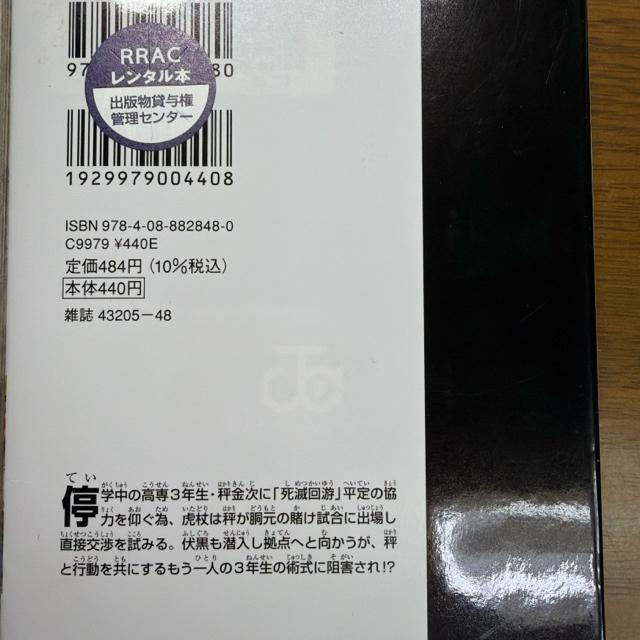 RRAC
レンタル本
出版物貸与権
管理センター
1929979004408
ISBN 978-4-08-882848-0
C9979 ¥440E
定価484円（10%税込）
本体440円
雑誌 43205−48
停学中の高専3年生・秤金次に「死滅回游」平定の協
力を仰ぐ為、虎杖は秤が胴元の賭け試合に出場し
直接交渉を試みる。伏黒も潜入し拠点へと向かうが、秤
と行動を共にするもう一人の3年生の術式に阻害され!?